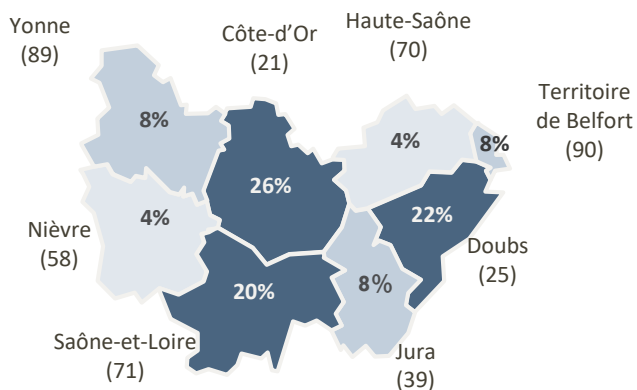 Yonne
(89)
Côte-d’Or
(21)
Haute-Saône
(70)
Territoire
de Belfort
(90)
8%
4%
8%
26%
4%
22%
Nièvre
(58)
Doubs
(25)
20%
8%
Saône-et-Loire
(71)
Jura
(39)